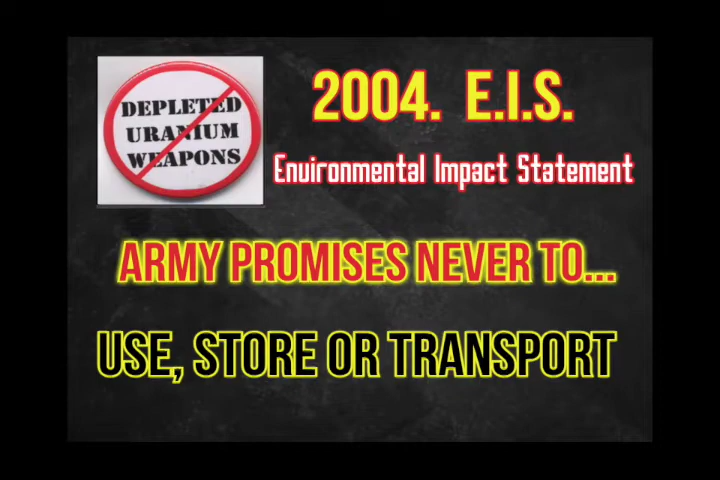 DEPLETED
URANIUM
WEAPONS
2004. E.I.S.
Environmental Impact Statement
ARMY PROMISES NEVER TO...
USE, STORE OR TRANSPORT